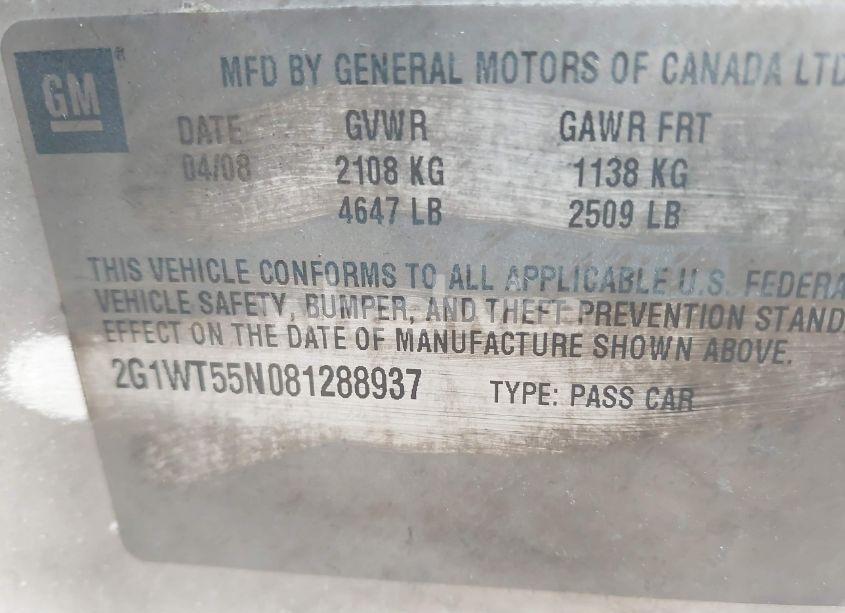 GM
MFD BY GENERAL MOTORS OF CANADA LTD
DATE GVWR GAWR FRT
04/08 2108 KG 1138 KG
4647 LB 2509 LB
THIS VEHICLE CONFORMS TO ALL APPLICABLE U.S. FEDERA
VEHICLE SAFETY, BUMPER, AND THEFT PREVENTION STAND
EFFECT ON THE DATE OF MANUFACTURE SHOWN ABOVE.
2G1WT55N081288937 TYPE: PASS CAR